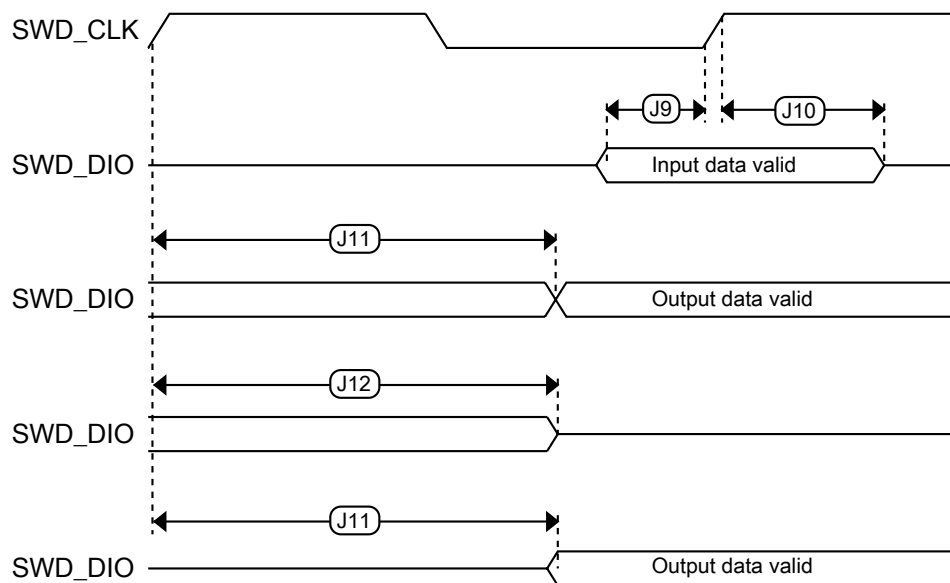 SWD_CLK
J9
J10
SWD_DIO
Input data valid
J11
SWD_DIO
Output data valid
J12
SWD_DIO
J11
SWD_DIO
Output data valid